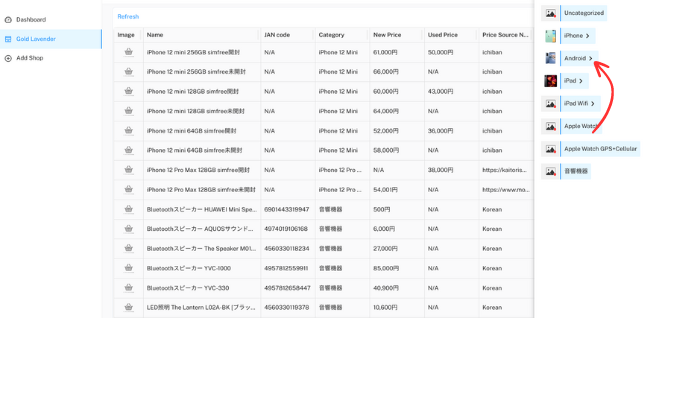 Dashboard
Gold Lavender
Add Shop
Refresh
Image Name JAN code Category New Price Used Price Price Source N...
iPhone 12 mini 256GB simfree開封 N/A iPhone 12 Mini 61,000円 50,000円 ichiban
iPhone 12 mini 256GB simfree未開封 N/A iPhone 12 Mini 66,000円 N/A ichiban
iPhone 12 mini 128GB simfree開封 N/A iPhone 12 Mini 60,000円 43,000円 ichiban
iPhone 12 mini 128GB simfree未開封 N/A iPhone 12 Mini 64,000円 N/A ichiban
iPhone 12 mini 64GB simfree開封 N/A iPhone 12 Mini 52,000円 36,000円 ichiban
iPhone 12 mini 64GB simfree未開封 N/A iPhone 12 Mini 58,000円 N/A ichiban
iPhone 12 Pro Max 128GB simfree開封 N/A iPhone 12 Pro ... N/A 38,000円 https://kaitoris...
iPhone 12 Pro Max 128GB simfree未開封 N/A iPhone 12 Pro ... 54,001円 N/A https://www.mo...
Bluetoothスピーカー HUAWEI Mini Spe... 6901443319947 音響機器 500円 N/A Korean
Bluetoothスピーカー AQUOSサウンド... 4974019106168 音響機器 6,000円 N/A Korean
Bluetoothスピーカー The Speaker M01... 4560330118234 音響機器 27,000円 N/A Korean
Bluetoothスピーカー YVC-1000 4957812559911 音響機器 85,000円 N/A Korean
Bluetoothスピーカー YVC-330 4957812658447 音響機器 40,900円 N/A Korean
LED照明 The Lantern L02A-BK [ブラッ... 4560330119378 音響機器 10,600円 N/A Korean
Uncategorized
iPhone
Android
iPad
iPad Wifi
Apple Watch
Apple Watch GPS+Cellular
音響機器